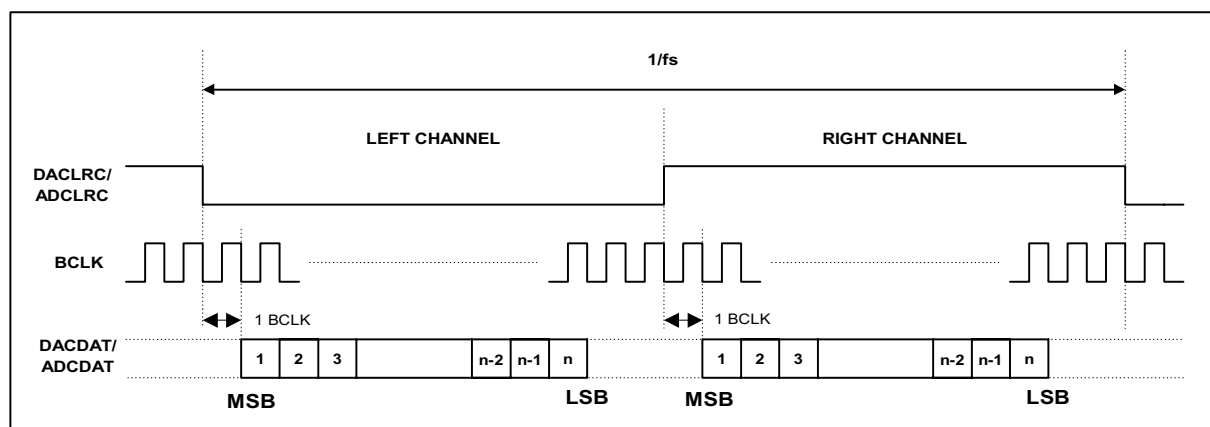 1/fs
LEFT CHANNEL
RIGHT CHANNEL
DACLRC/
ADCLRC
BCLK
1 BCLK
1 BCLK
DACDAT/
ADCDAT
1 2 3 n-2 n-1 n
1 2 3 n-2 n-1 n
MSB
LSB
MSB
LSB